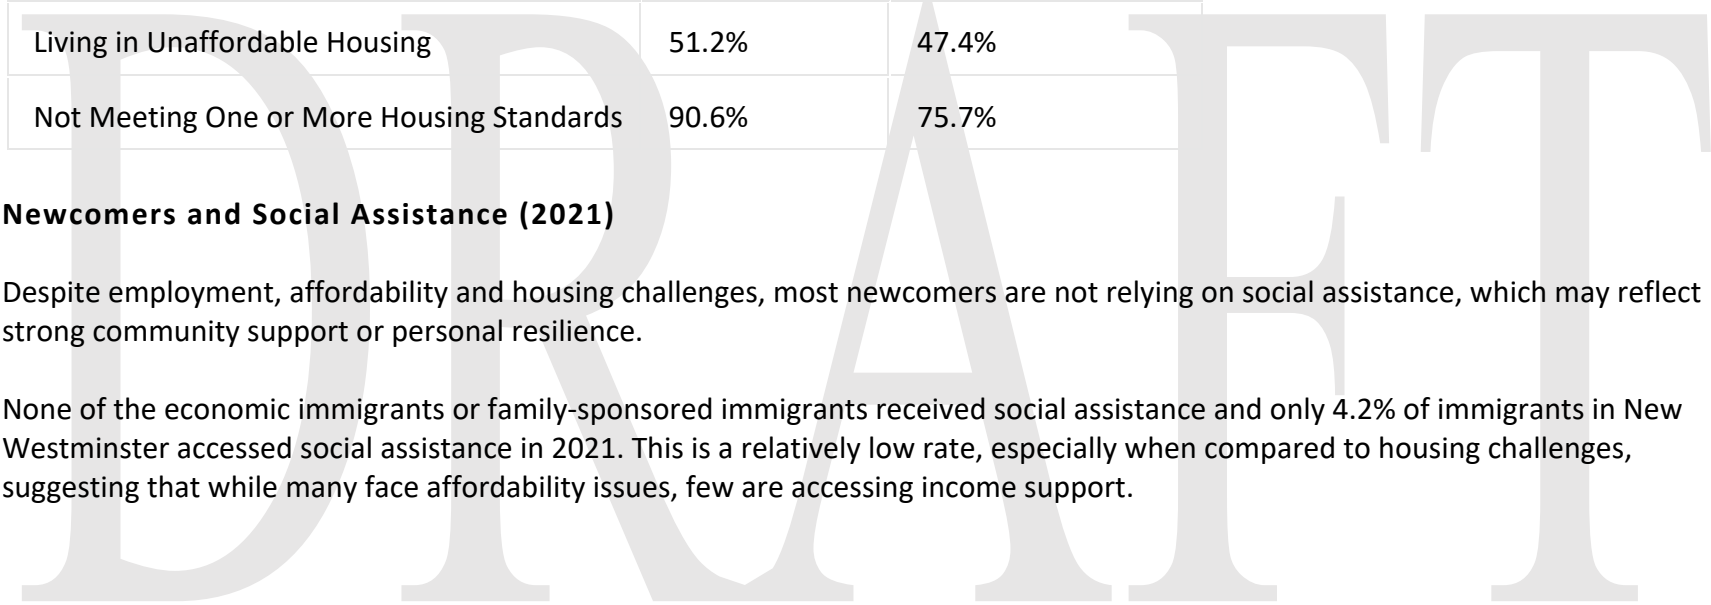 Living in Unaffordable Housing 51.2% 47.4%
Not Meeting One or More Housing Standards 90.6% 75.7%
Newcomers and Social Assistance (2021)
Despite employment, affordability and housing challenges, most newcomers are not relying on social assistance, which may reflect
strong community support or personal resilience.
None of the economic immigrants or family-sponsored immigrants received social assistance and only 4.2% of immigrants in New
Westminster accessed social assistance in 2021. This is a relatively low rate, especially when compared to housing challenges,
suggesting that while many face affordability issues, few are accessing income support.
DRAFT